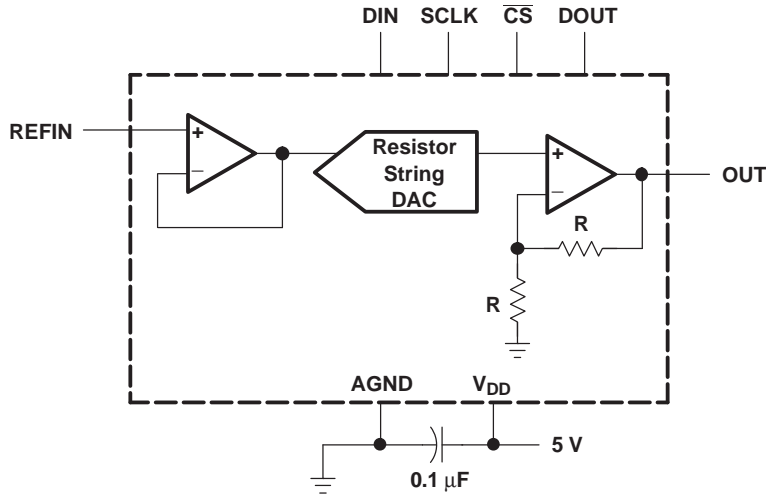 DIN SCLK CS DOUT
REFIN
+
−
Resistor
String
DAC
+
−
OUT
R
R
AGND VDD
5 V
0.1 μF